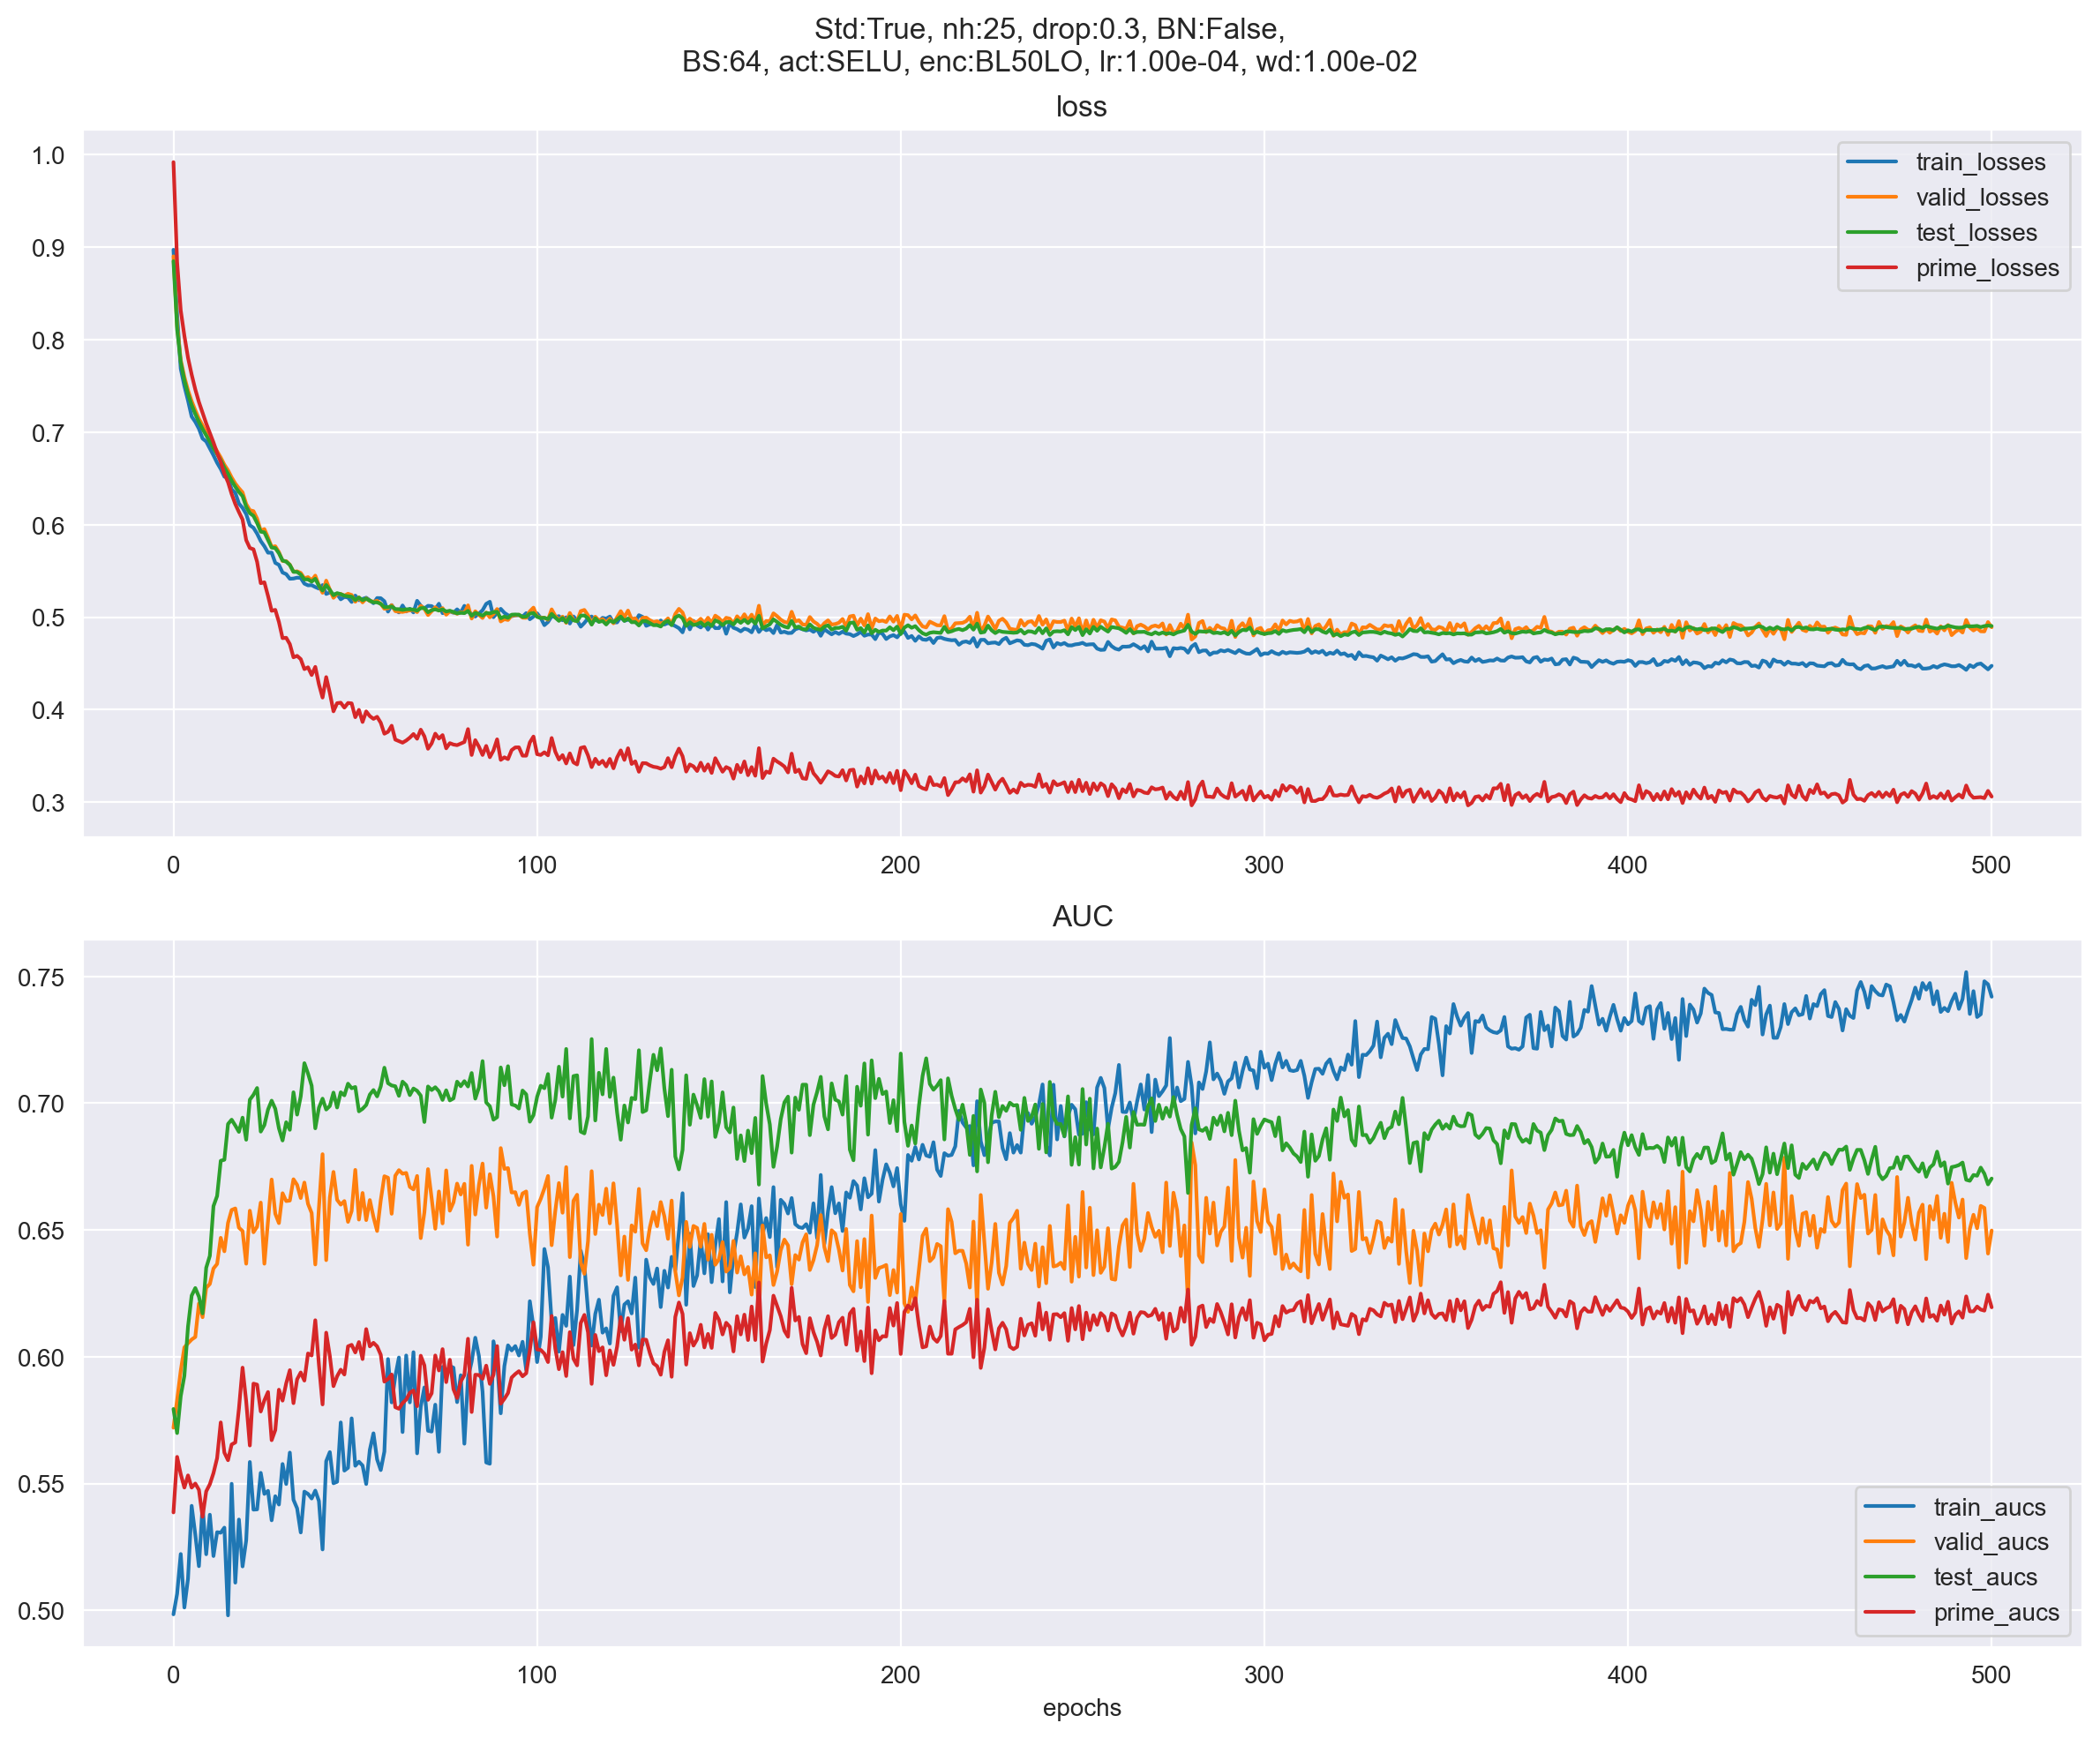 Std:True, nh:25, drop:0.3, BN:False,
BS:64, act:SELU, enc:BL50LO, lr:1.00e-04, wd:1.00e-02
loss
1.0
0.9
0.8
0.7
0.6
0.5
0.4
0.3
train_losses
valid_losses
test_losses
prime_losses
0 100 200 300 400 500
AUC
0.75
0.70
0.65
0.60
0.55
0.50
train_aucs
valid_aucs
test_aucs
prime_aucs
0 100 200 300 400 500
epochs